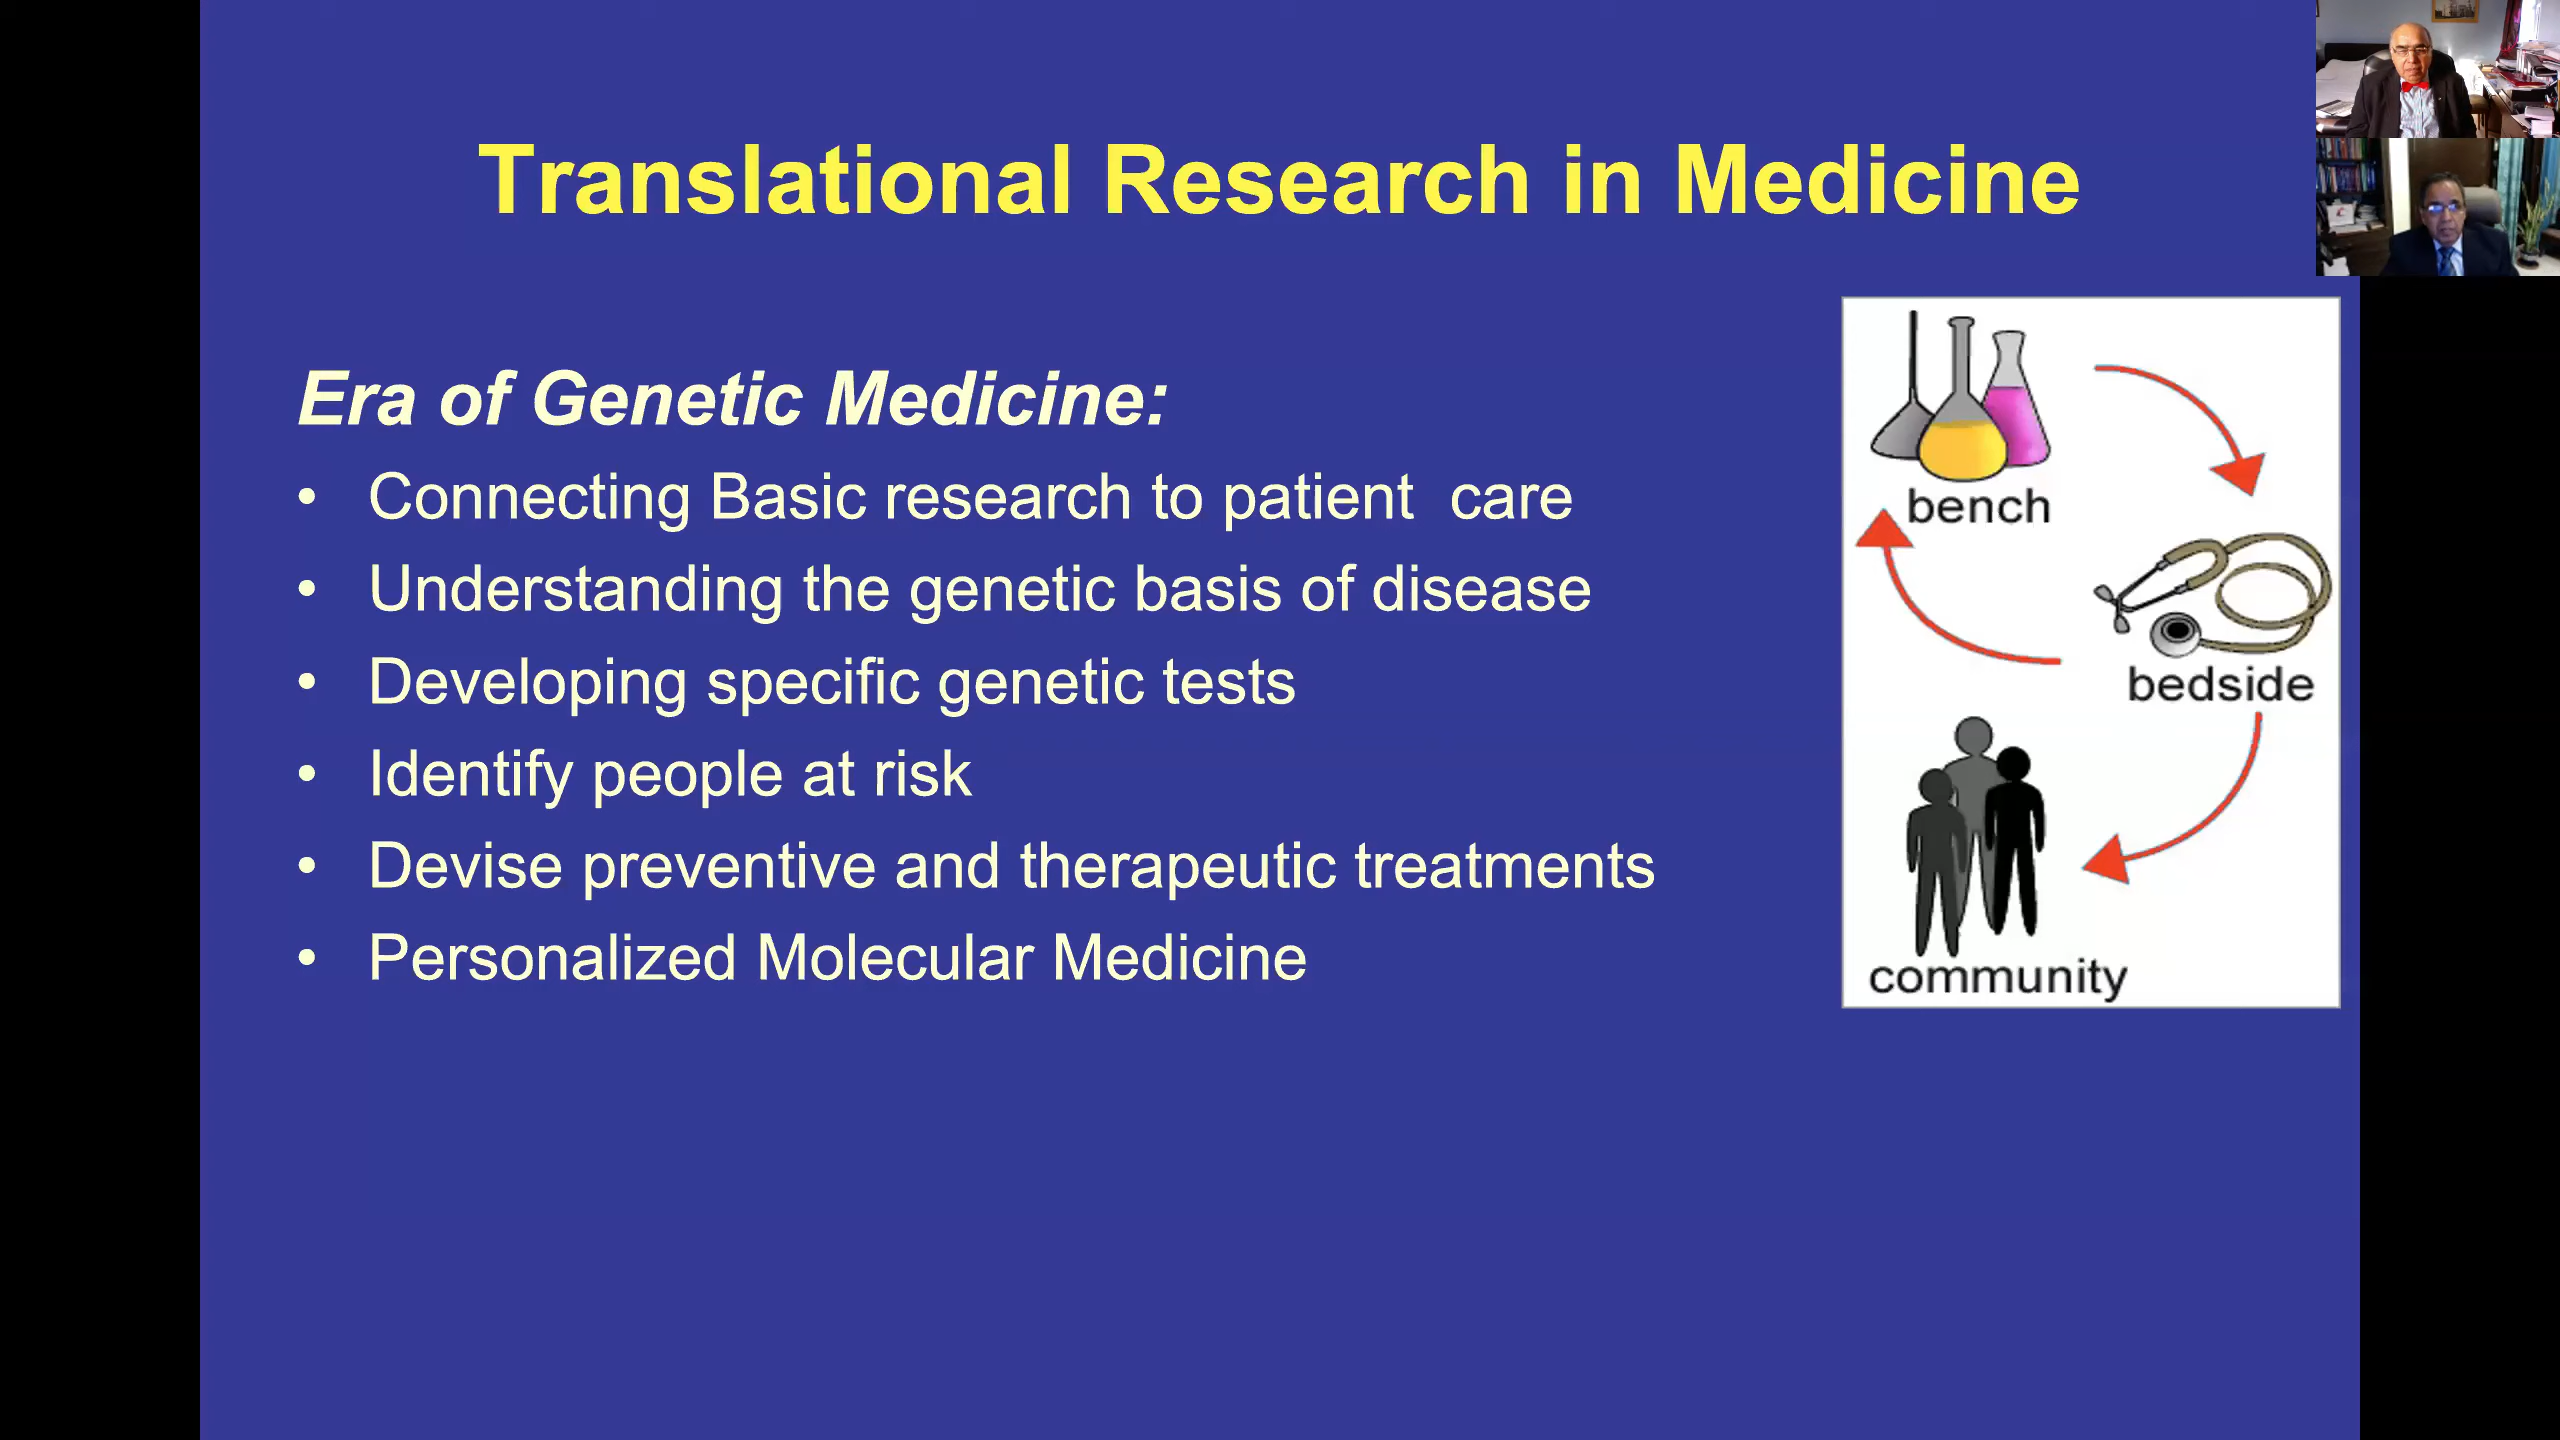 Translational Research in Medicine
Era of Genetic Medicine:
• Connecting Basic research to patient  care
• Understanding the genetic basis of disease
• Developing specific genetic tests
• Identify people at risk
• Devise preventive and therapeutic treatments
• Personalized Molecular Medicine
bench
bedside
community